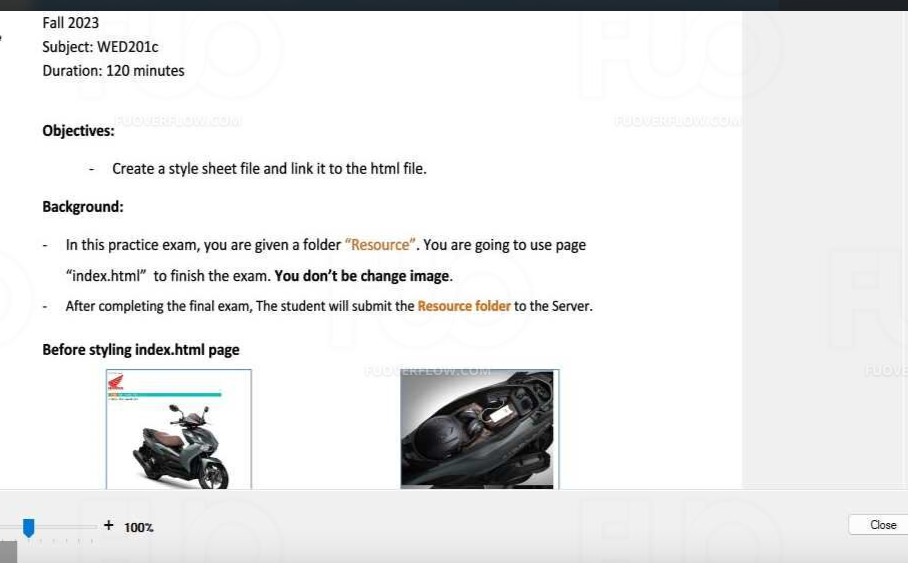 Fall 2023
Subject: WED201c
Duration: 120 minutes
FUOVERFLOW.COM
FUOVERFLOW.COM
Objectives:
- Create a style sheet file and link it to the html file.
Background:
- In this practice exam, you are given a folder “Resource”. You are going to use page
“index.html” to finish the exam. You don’t be change image.
- After completing the final exam, The student will submit the Resource folder to the Server.
Before styling index.html page
FUOVERFLOW.COM
FUOVE
HONDA
+ 100%
Close